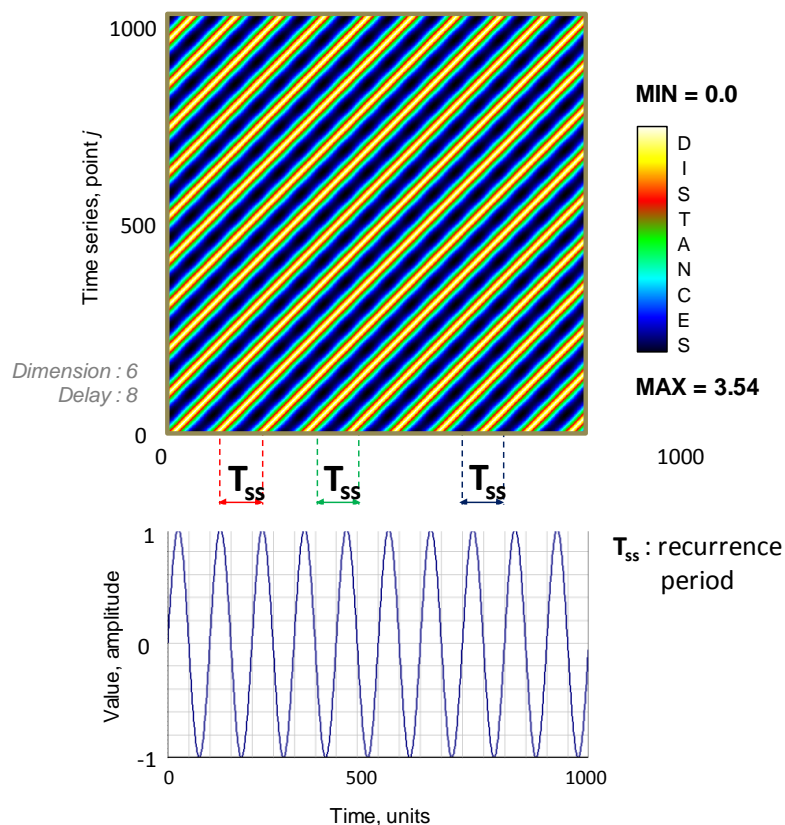 1000
Time series, point j
500
0
Dimension : 6
Delay : 8
MIN = 0.0
DISTANCES
MAX = 3.54
0
1000
Tss
Tss
Tss
Tss : recurrence
period
1
Value, amplitude
0
-1
0
500
1000
Time, units